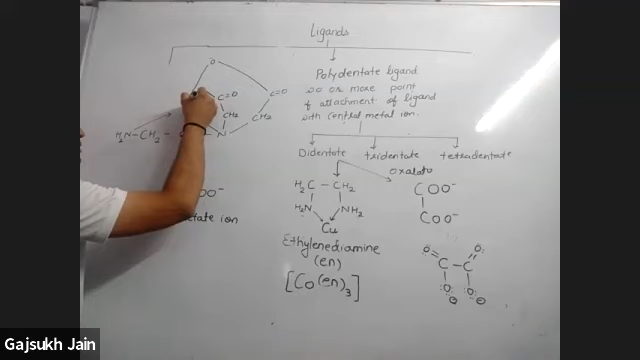 Ligands
Polydentate ligand
two or more point
of attachment of ligand
with central metal ion.
Didentate tridentate tetradentate
oxalato
O
C=O
C=O
CH2
CH2
H2N-CH2-
N
OO-
tate ion
H2C - CH2
H2N NH2
Cu
Ethylenediamine
(en)
[Co(en)3]
COO-
COO-
O O
C-C
O O
Gajsukh Jain